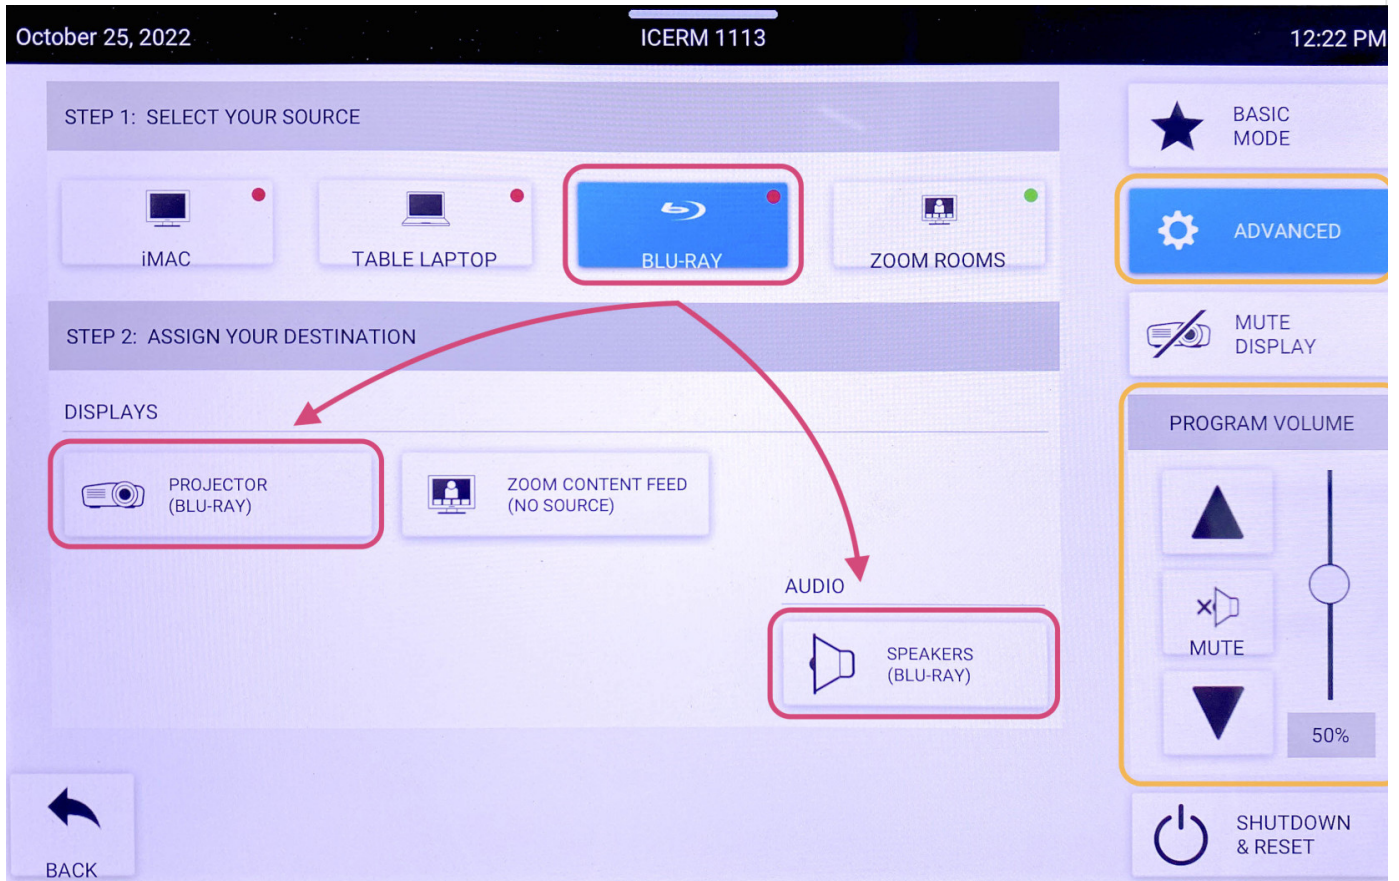 October 25, 2022
ICERM 1113
12:22 PM
STEP 1: SELECT YOUR SOURCE
iMAC
TABLE LAPTOP
BLU-RAY
ZOOM ROOMS
STEP 2: ASSIGN YOUR DESTINATION
DISPLAYS
PROJECTOR
(BLU-RAY)
ZOOM CONTENT FEED
(NO SOURCE)
AUDIO
SPEAKERS
(BLU-RAY)
BACK
BASIC
MODE
ADVANCED
MUTE
DISPLAY
PROGRAM VOLUME
MUTE
50%
SHUTDOWN
& RESET